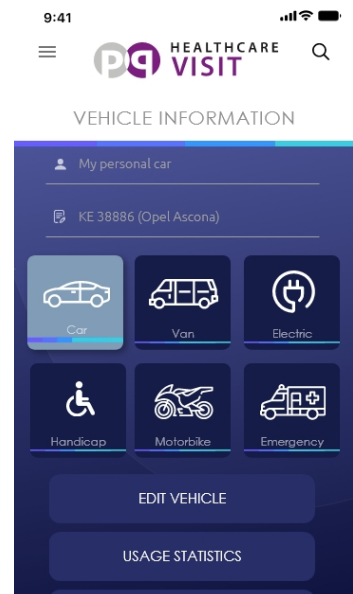 9:41
pq HEALTHCARE
VISIT
VEHICLE INFORMATION
My personal car
KE 38886 (Opel Ascona)
Car
Van
Electric
Handicap
Motorbike
Emergency
EDIT VEHICLE
USAGE STATISTICS